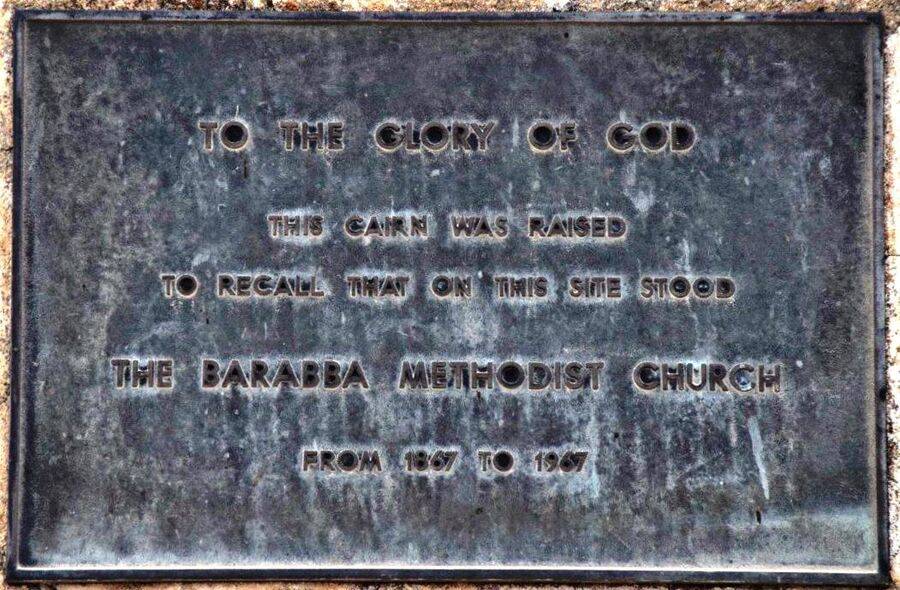 TO THE GLORY OF GOD
THIS CAIRN WAS RAISED
TO RECALL THAT ON THIS SITE STOOD
THE BARABBA METHODIST CHURCH
FROM 1867 TO 1967